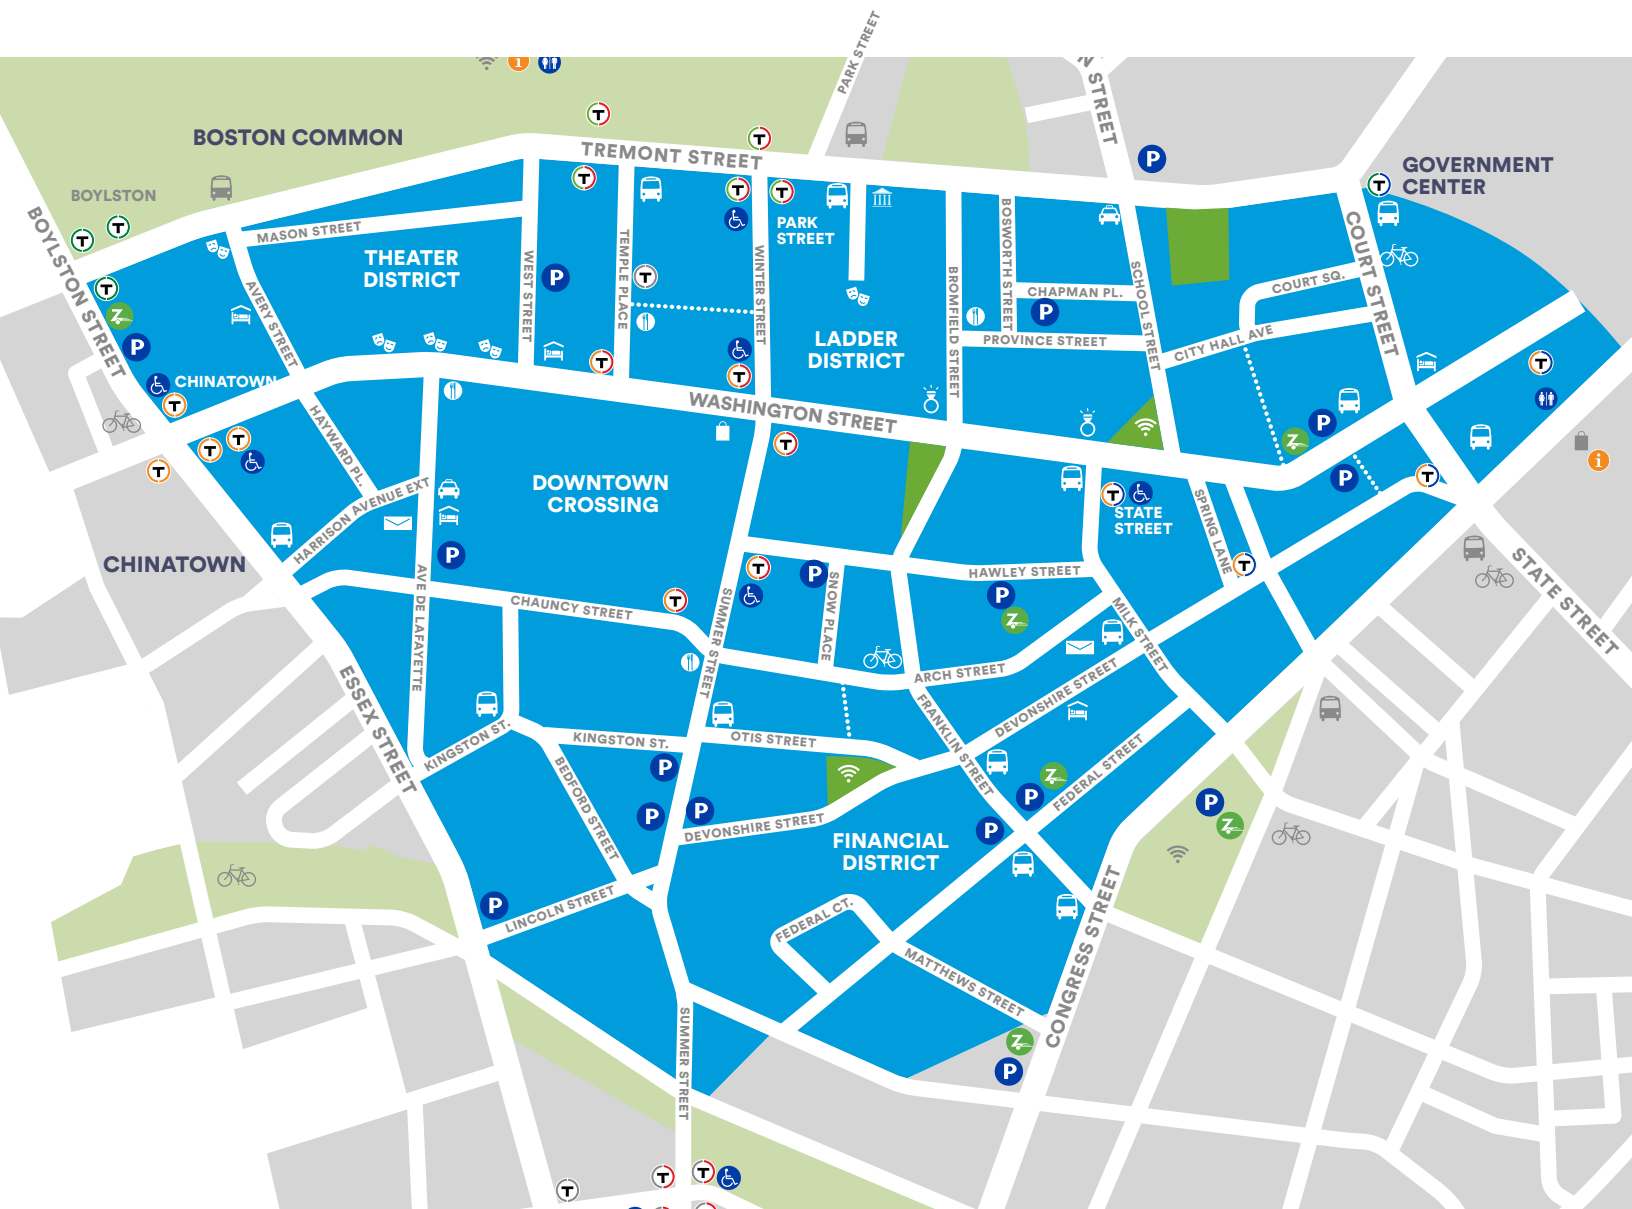 PARK STREET
N STREET
BOSTON COMMON
TREMONT STREET
GOVERNMENT
CENTER
BOYLSTON
BOYLSTON STREET
MASON STREET
THEATER
DISTRICT
AVERY STREET
WEST STREET
TEMPLE PLACE
WINTER STREET
PARK
STREET
BROMFIELD STREET
BOSWORTH STREET
CHAPMAN PL.
SCHOOL STREET
PROVINCE STREET
COURT SQ.
COURT STREET
CITY HALL AVE
LADDER
DISTRICT
CHINATOWN
WASHINGTON STREET
HAYWARD PL.
HARRISON AVENUE EXT
DOWNTOWN
CROSSING
STATE
STREET
SPRING LANE
CHINATOWN
AVE DE LAFAYETTE
CHAUNCY STREET
SUMMER STREET
SNOW PLACE
HAWLEY STREET
MILK STREET
STATE STREET
ARCH STREET
ESSEX STREET
FRANKLIN STREET
DEVONSHIRE STREET
KINGSTON ST.
KINGSTON ST.
OTIS STREET
BEDFORD STREET
FEDERAL STREET
DEVONSHIRE STREET
FINANCIAL
DISTRICT
LINCOLN STREET
FEDERAL CT.
MATTHEWS STREET
CONGRESS STREET
SUMMER STREET